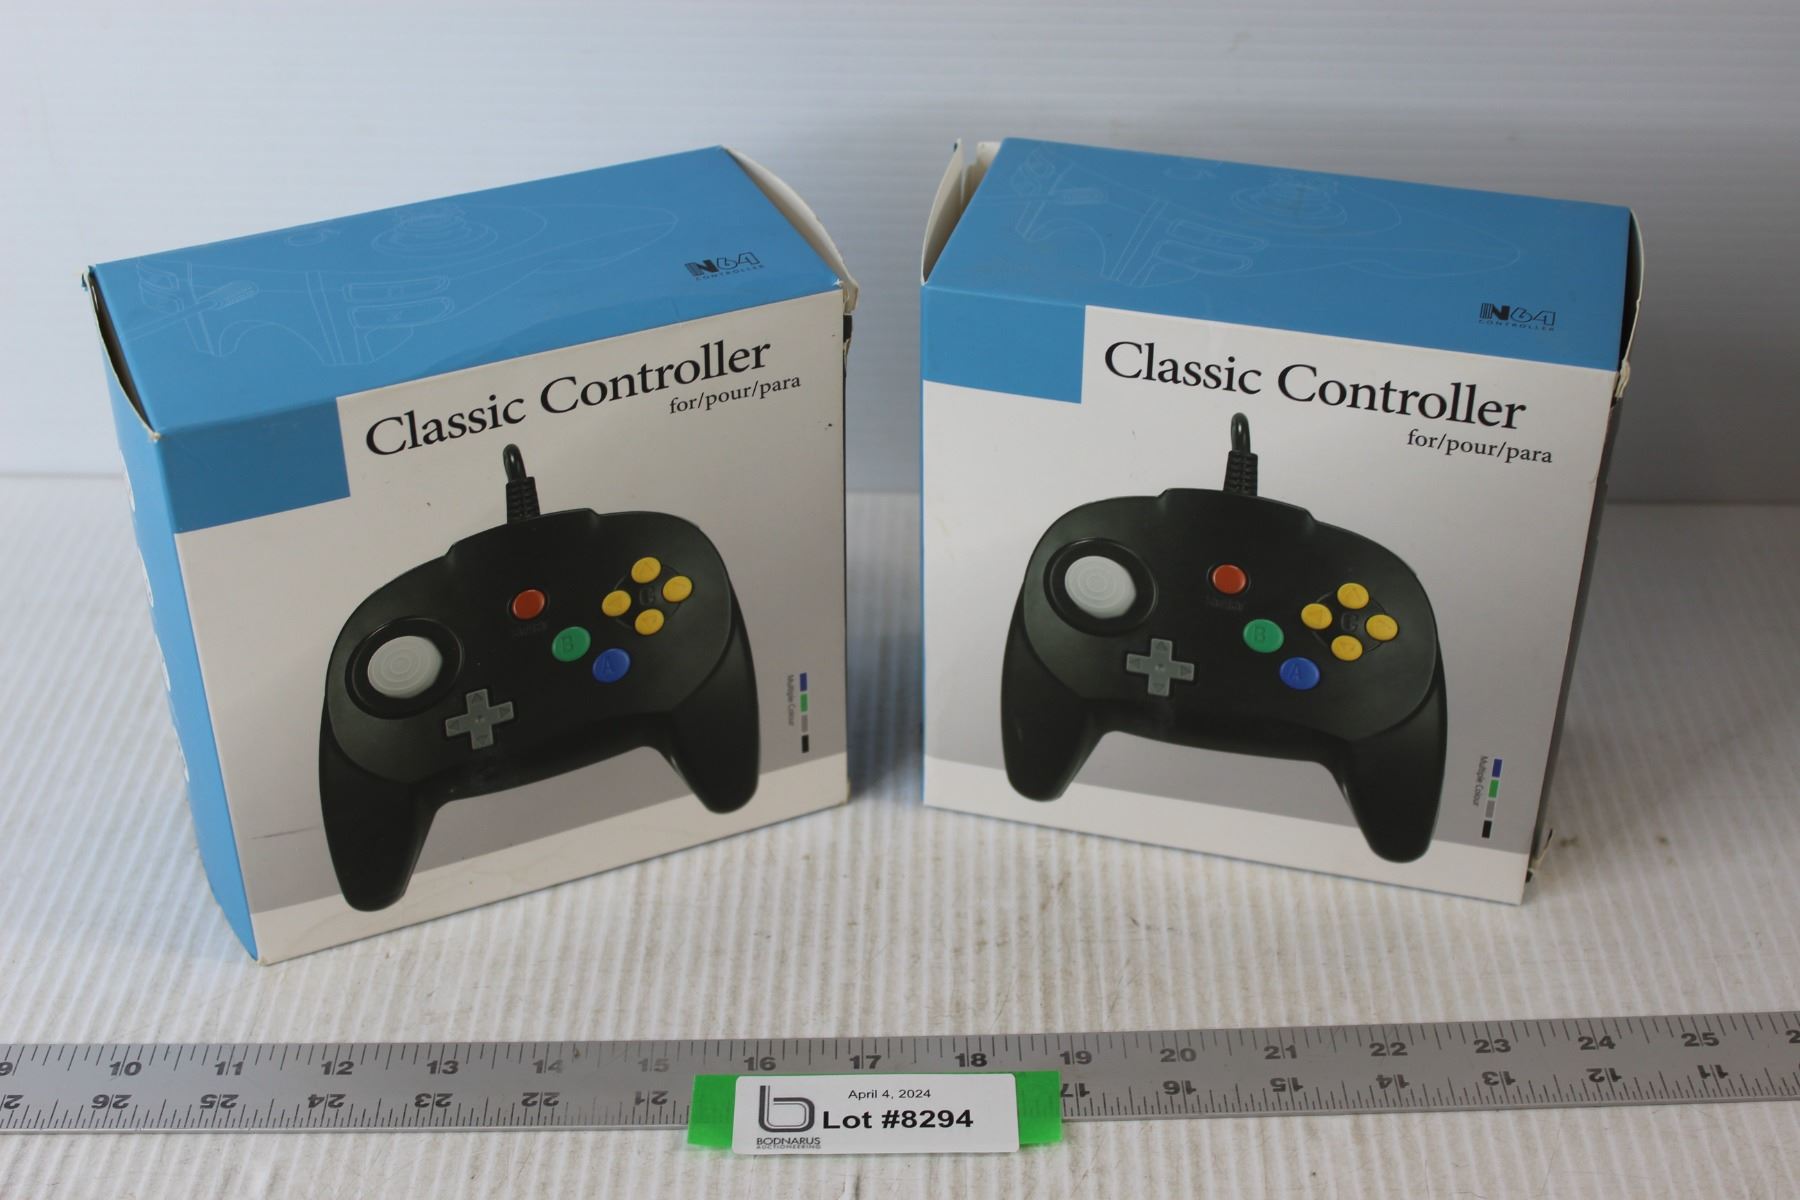 N64
CONTROLLER
Classic Controller
for/pour/para
C
B
A
Multiple Colour
N64
CONTROLLER
Classic Controller
for/pour/para
C
B
A
Multiple Colour
9 10 11 12 13 14 15 16 17 18 19 20 21 22 23 24 25
26 25 24 23 22 21 17 16 15 14 13 12 11
April 4, 2024
Lot #8294
BODNARUS
AUCTIONEERING